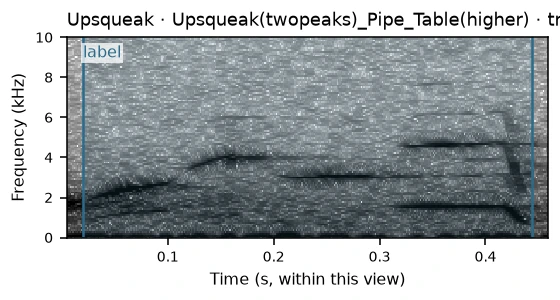 Upsqueak · Upsqueak(twopeaks)_Pipe_Table(higher) · tr
label
10
8
6
4
2
0
Frequency (kHz)
0.1
0.2
0.3
0.4
Time (s, within this view)